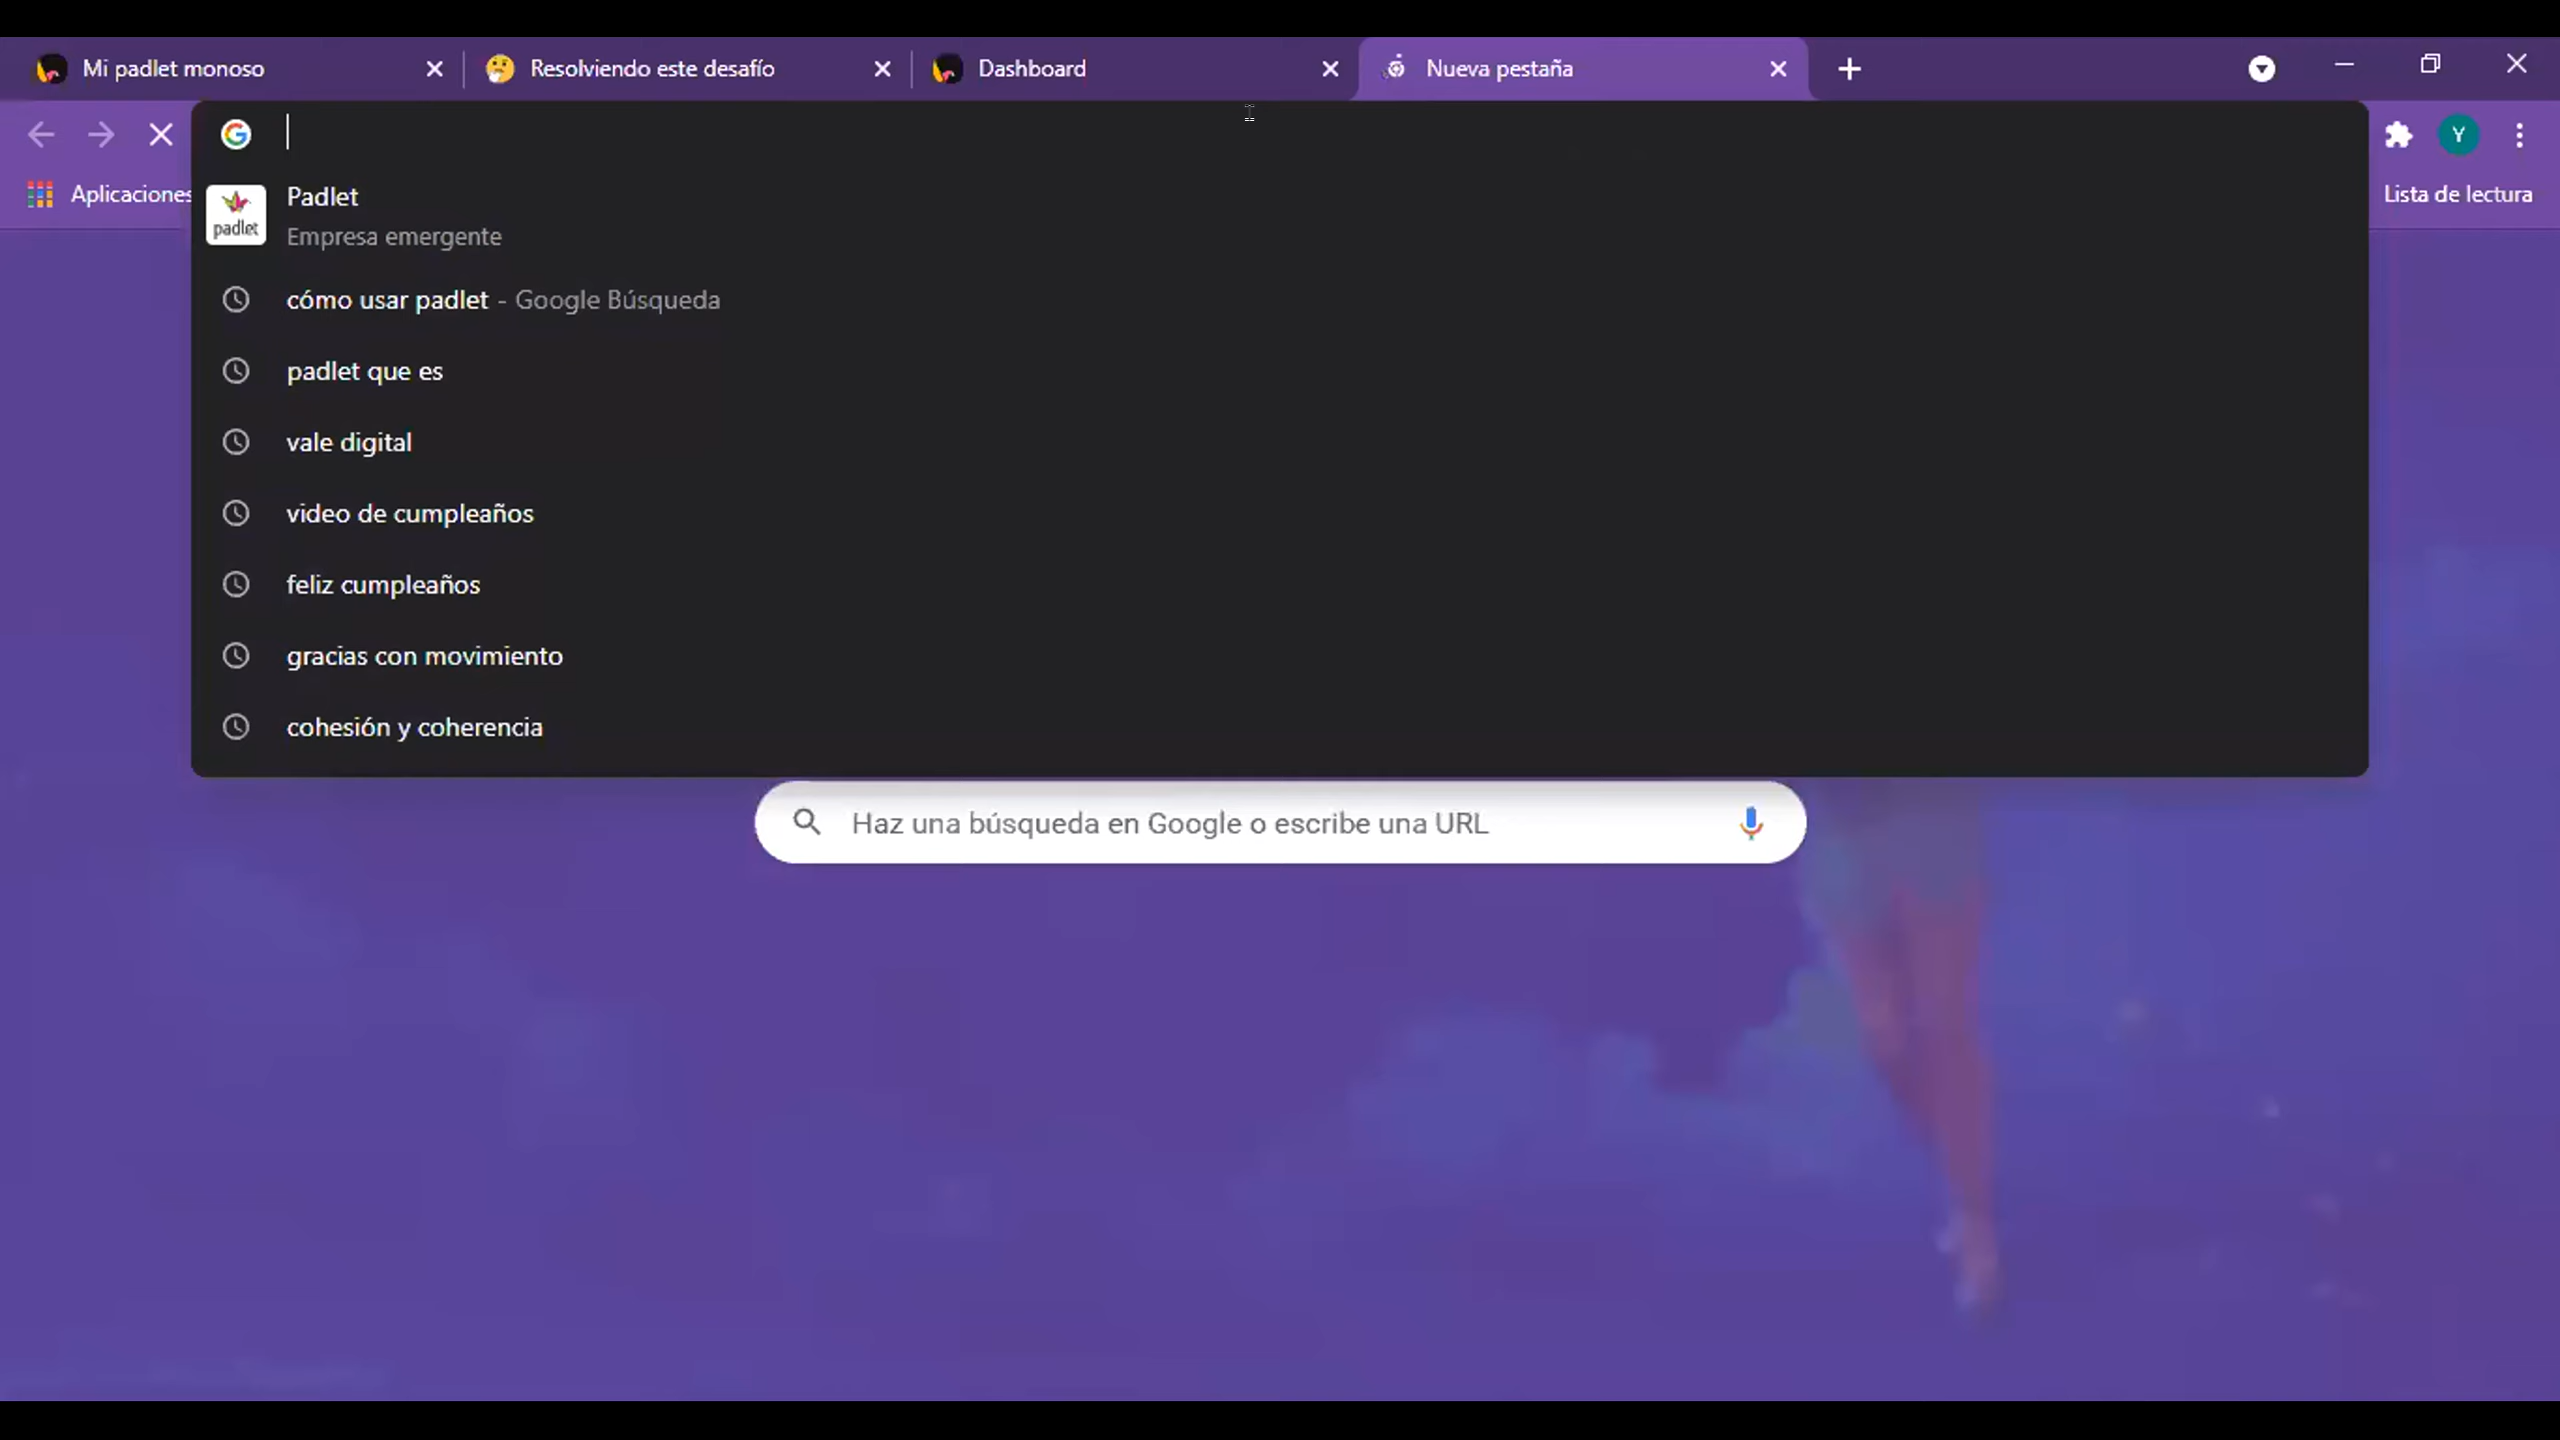 Mi padlet monoso
Resolviendo este desafío
Dashboard
Nueva pestaña
Y
Aplicaciones
Lista de lectura
padlet
Padlet
Empresa emergente
cómo usar padlet - Google Búsqueda
padlet que es
vale digital
video de cumpleaños
feliz cumpleaños
gracias con movimiento
cohesión y coherencia
Haz una búsqueda en Google o escribe una URL